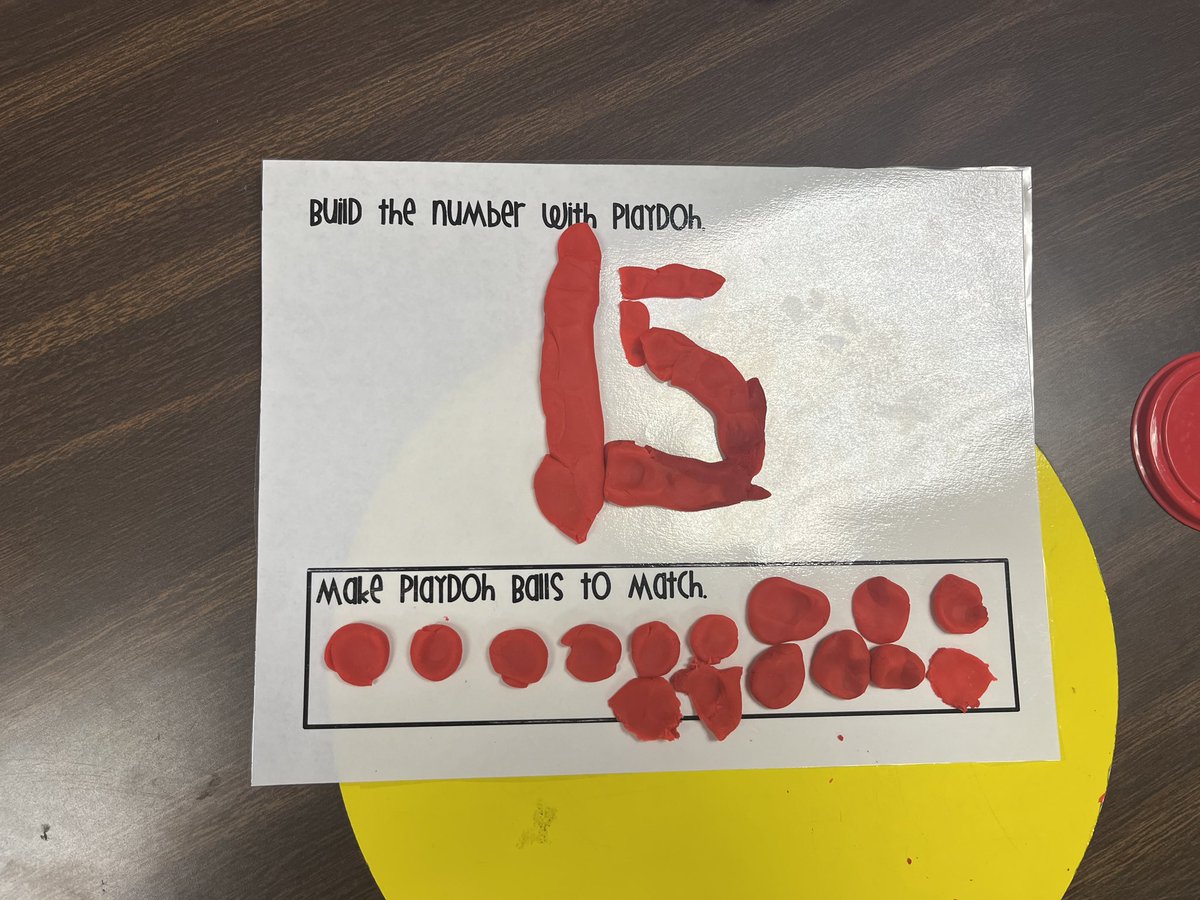 Build the number with PlayDoh.
15
Make PlayDoh Balls to Match.